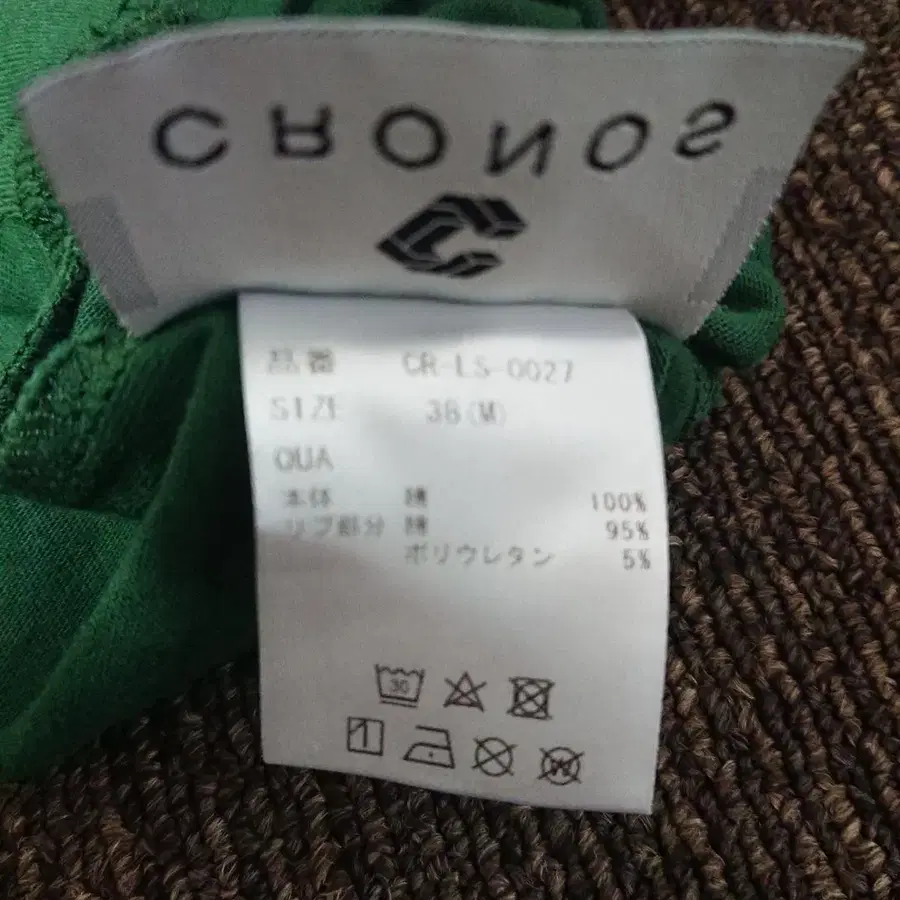 CRONOS
品番 CR-LS-0027
SIZE 38(M)
QUA
本体 綿 100%
リブ部分 綿 95%
ポリウレタン 5%
30
W